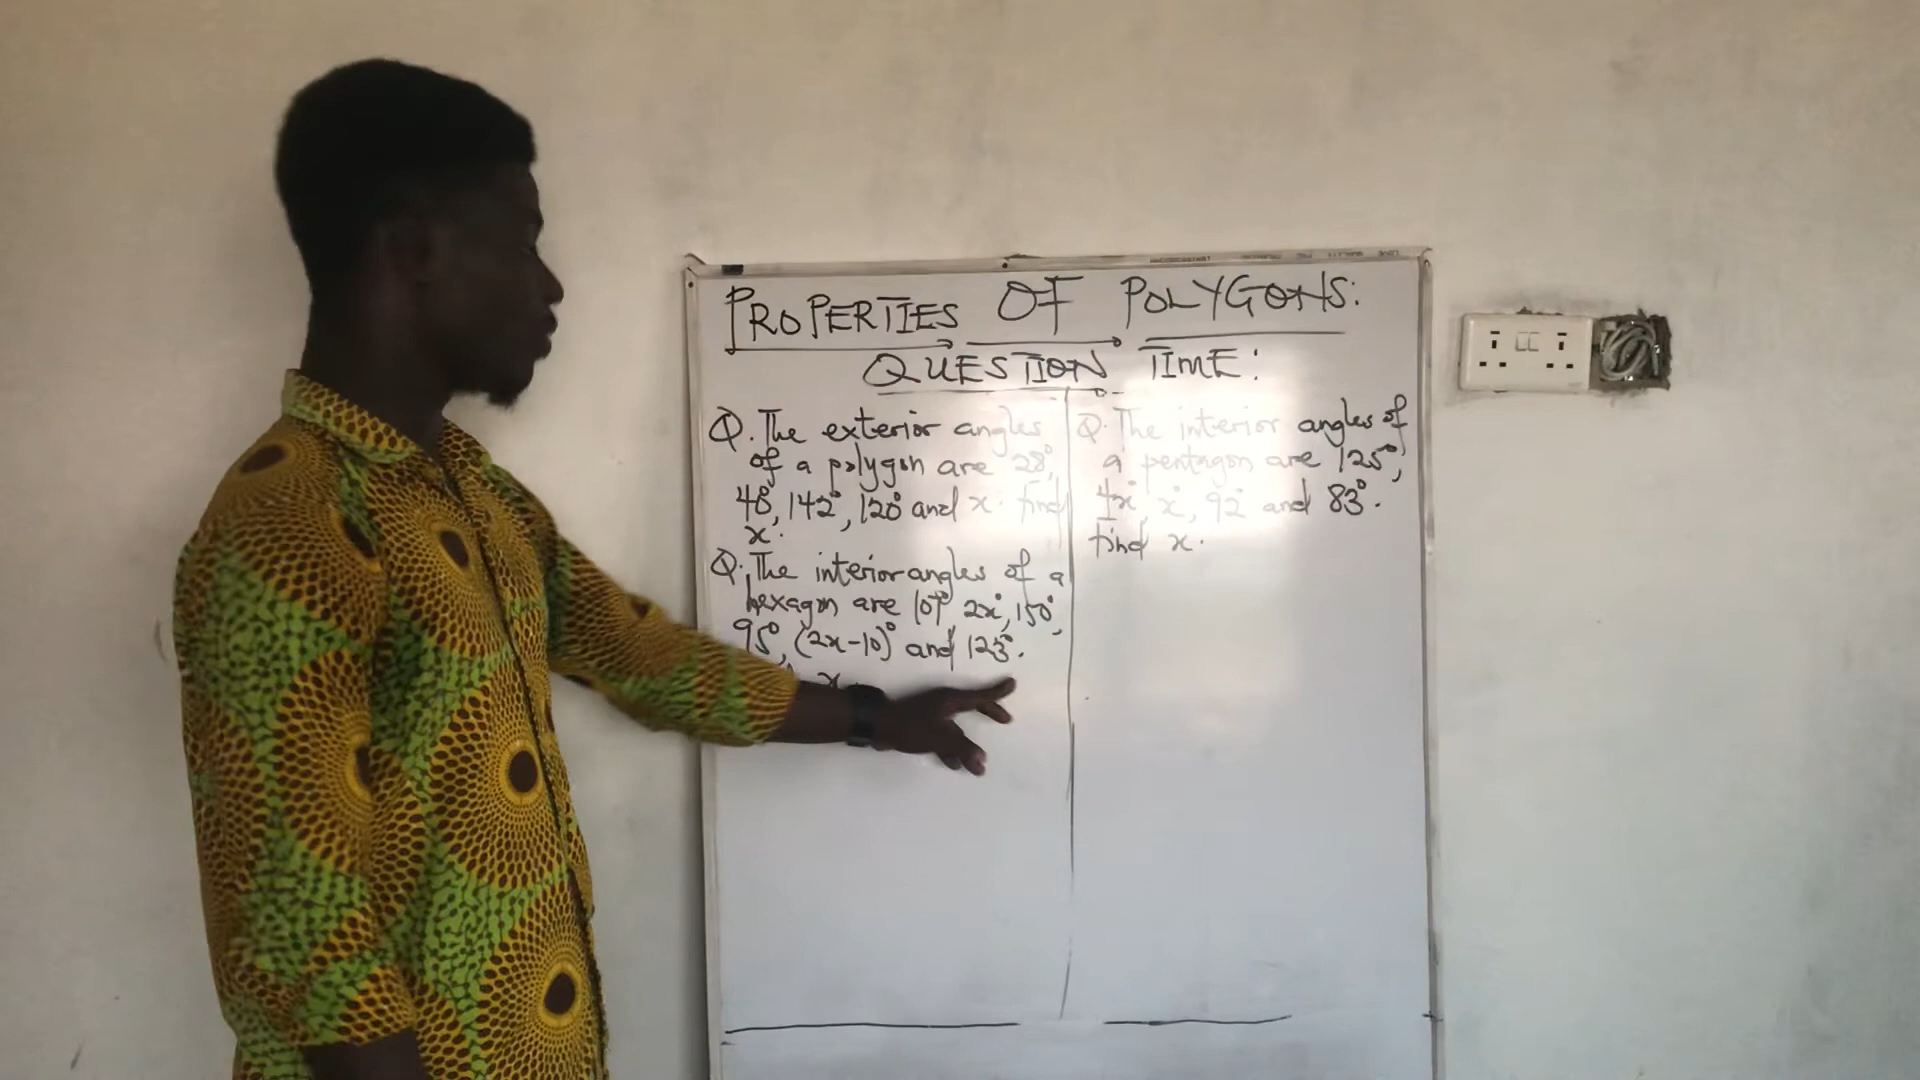 PROPERTIES OF POLYGONS:
QUESTION TIME:
Q. The exterior angles
of a polygon are 28°,
48°, 142°, 120° and x. find
x.
Q. The interior angles of a
hexagon are 107° 2x°, 150°,
95°, (2x-10)° and 123°.
x.
Q. The interior angles of
a pentagon are 125°,
4x°, x°, 92° and 83°.
find x.